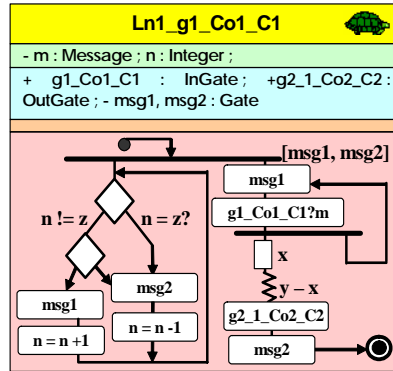 Ln1_g1_Co1_C1
- m : Message ; n : Integer ;
+ g1_Co1_C1 : InGate ; +g2_1_Co2_C2 :
OutGate ; - msg1, msg2 : Gate
[msg1, msg2]
msg1
g1_Co1_C1?m
n != z
n = z?
x
y – x
msg1
msg2
g2_1_Co2_C2
n = n +1
n = n -1
msg2